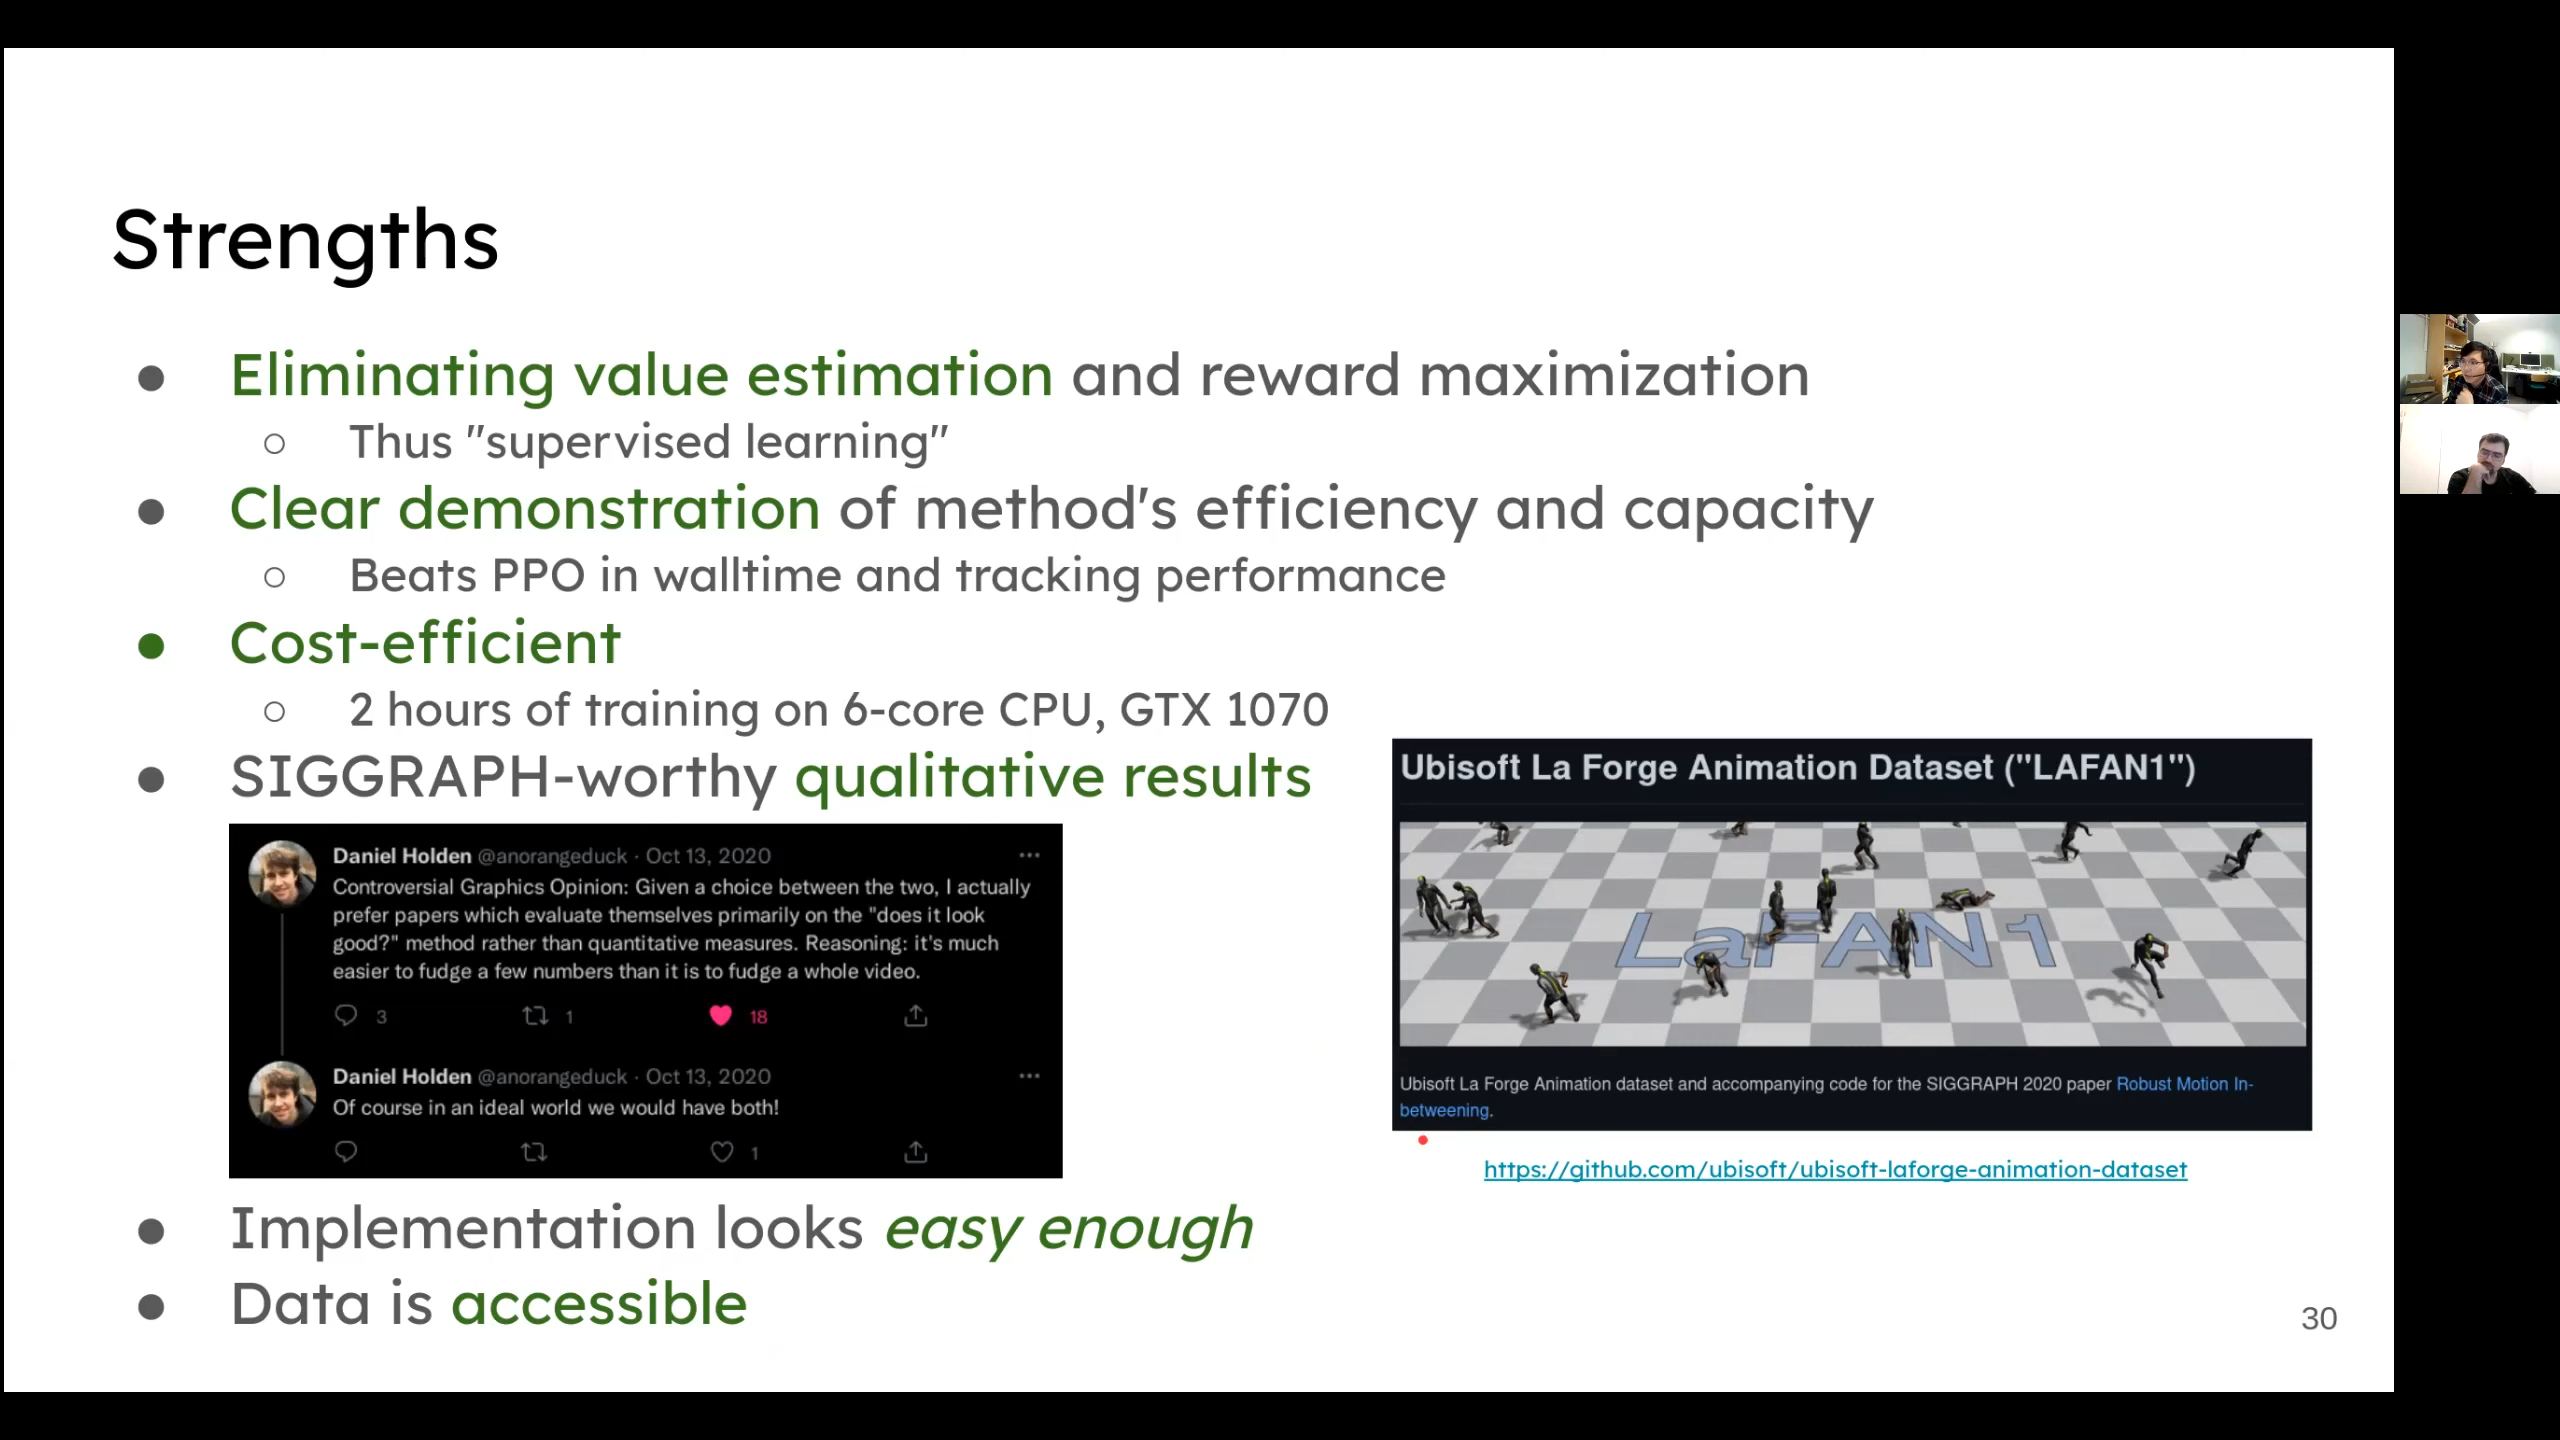 Strengths
Eliminating value estimation and reward maximization
Thus "supervised learning"
Clear demonstration of method's efficiency and capacity
Beats PPO in walltime and tracking performance
Cost-efficient
2 hours of training on 6-core CPU, GTX 1070
SIGGRAPH-worthy qualitative results
Daniel Holden @anorangeduck · Oct 13, 2020
Controversial Graphics Opinion: Given a choice between the two, I actually
prefer papers which evaluate themselves primarily on the "does it look
good?" method rather than quantitative measures. Reasoning: it's much
easier to fudge a few numbers than it is to fudge a whole video.
3 1 18
Daniel Holden @anorangeduck · Oct 13, 2020
Of course in an ideal world we would have both!
1
Ubisoft La Forge Animation Dataset ("LAFAN1")
LaFAN1
Ubisoft La Forge Animation dataset and accompanying code for the SIGGRAPH 2020 paper Robust Motion In-
betweening.
https://github.com/ubisoft/ubisoft-laforge-animation-dataset
Implementation looks easy enough
Data is accessible
30